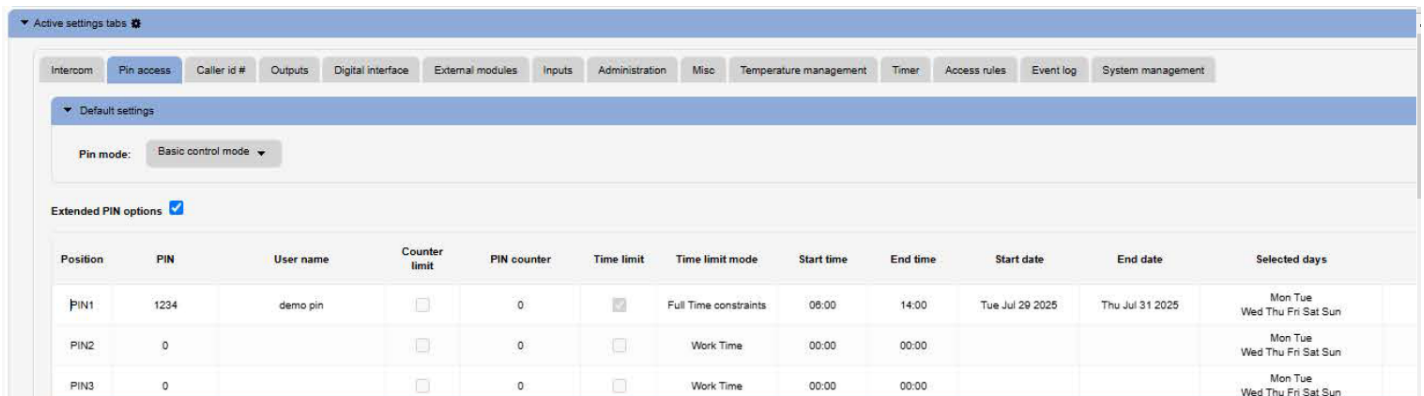 Active settings tabs
Intercom Pin access Caller id # Outputs Digital interface External modules Inputs Administration Misc Temperature management Timer Access rules Event log System management
Default settings
Pin mode: Basic control mode
Extended PIN options
Position PIN User name Counter limit PIN counter Time limit Time limit mode Start time End time Start date End date Selected days
PIN1 1234 demo pin 0 Full Time constraints 06:00 14:00 Tue Jul 29 2025 Thu Jul 31 2025 Mon Tue
Wed Thu Fri Sat Sun
PIN2 0 0 Work Time 00:00 00:00 Mon Tue
Wed Thu Fri Sat Sun
PIN3 0 0 Work Time 00:00 00:00 Mon Tue
Wed Thu Fri Sat Sun